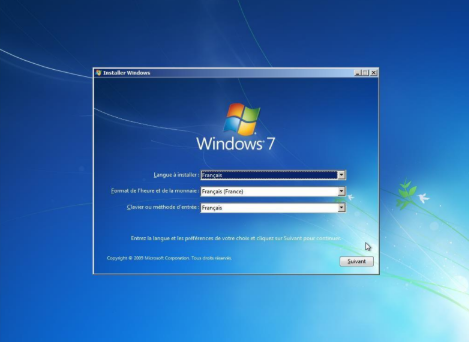 Installer Windows
Windows 7
Langue à installer: Français
Format de l'heure et de la monnaie: Français (France)
Clavier ou méthode d'entrée: Français
Entrez la langue et les préférences de votre choix et cliquez sur Suivant pour continuer.
Copyright © 2009 Microsoft Corporation. Tous droits réservés.
Suivant